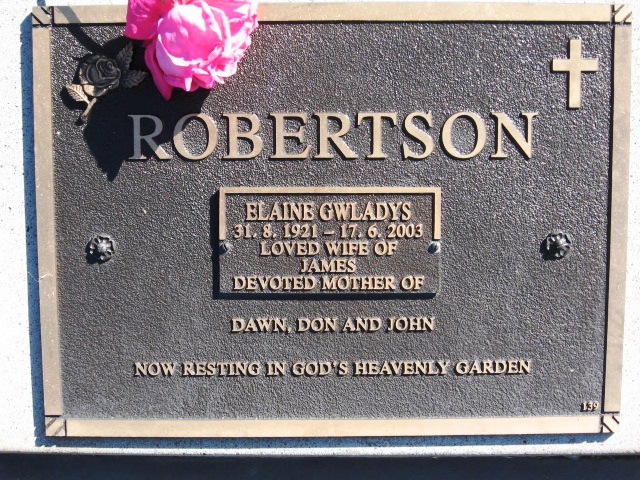 ROBERTSON
ELAINE GWLADYS
31. 8. 1921 – 17. 6. 2003
LOVED WIFE OF
JAMES
DEVOTED MOTHER OF
DAWN, DON AND JOHN
NOW RESTING IN GOD'S HEAVENLY GARDEN
139